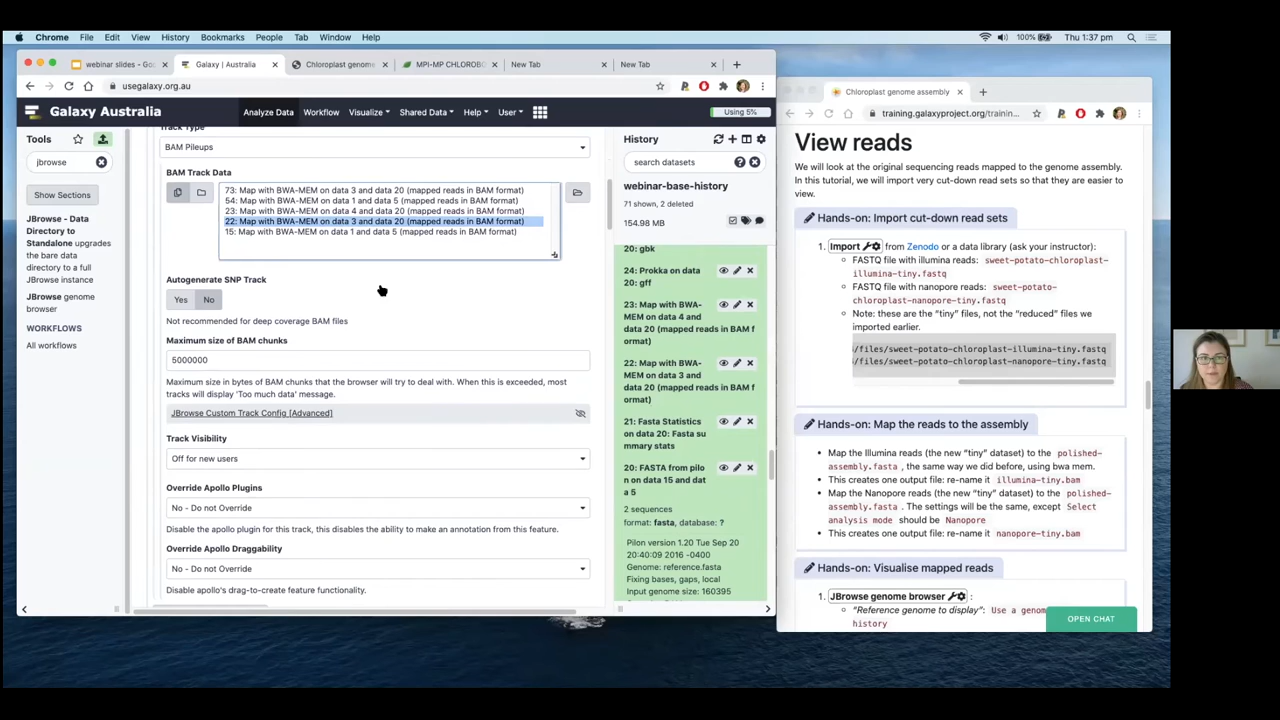 Chrome File Edit View History Bookmarks People Tab Window Help
100% Thu 1:37 pm
webinar slides - Goo
Galaxy | Australia
Chloroplast genome
MPI-MP CHLOROBO
New Tab
New Tab
usegalaxy.org.au
Galaxy Australia
Analyze Data Workflow Visualize Shared Data Help User
Using 5%
Tools
jbrowse
Show Sections
JBrowse - Data
Directory to
Standalone upgrades
the bare data
directory to a full
JBrowse instance
JBrowse genome
browser
WORKFLOWS
All workflows
Track Type
BAM Pileups
BAM Track Data
73: Map with BWA-MEM on data 3 and data 20 (mapped reads in BAM format)
54: Map with BWA-MEM on data 1 and data 5 (mapped reads in BAM format)
23: Map with BWA-MEM on data 4 and data 20 (mapped reads in BAM format)
22: Map with BWA-MEM on data 3 and data 20 (mapped reads in BAM format)
15: Map with BWA-MEM on data 1 and data 5 (mapped reads in BAM format)
Autogenerate SNP Track
Yes No
Not recommended for deep coverage BAM files
Maximum size of BAM chunks
5000000
Maximum size in bytes of BAM chunks that the browser will try to deal with. When this is exceeded, most
tracks will display 'Too much data' message.
JBrowse Custom Track Config [Advanced]
Track Visibility
Off for new users
Override Apollo Plugins
No - Do not Override
Disable the apollo plugin for this track, this disables the ability to make an annotation from this feature.
Override Apollo Draggability
No - Do not Override
Disable apollo's drag-to-create feature functionality.
History
search datasets
webinar-base-history
71 shown, 2 deleted
154.98 MB
20: gbk
24: Prokka on data
20: gff
23: Map with BWA-
MEM on data 4 and
data 20 (mapped reads in BAM f
ormat)
22: Map with BWA-
MEM on data 3 and
data 20 (mapped reads in BAM f
ormat)
21: Fasta Statistics
on data 20: Fasta su
mmary stats
20: FASTA from pilo
n on data 15 and dat
a 5
2 sequences
format: fasta, database: ?
Pilon version 1.20 Tue Sep 20
20:40:09 2016 -0400
Genome: reference.fasta
Fixing bases, gaps, local
Input genome size: 160395
Chloroplast genome assembly
training.galaxyproject.org/trainin...
View reads
We will look at the original sequencing reads mapped to the genome assembly.
In this tutorial, we will import very cut-down read sets so that they are easier to
view.
Hands-on: Import cut-down read sets
1. Import from Zenodo or a data library (ask your instructor):
FASTQ file with illumina reads: sweet-potato-chloroplast-
illumina-tiny.fastq
FASTQ file with nanopore reads: sweet-potato-
chloroplast-nanopore-tiny.fastq
Note: these are the "tiny" files, not the "reduced" files we
imported earlier.
/files/sweet-potato-chloroplast-illumina-tiny.fastq
/files/sweet-potato-chloroplast-nanopore-tiny.fastq
Hands-on: Map the reads to the assembly
Map the Illumina reads (the new "tiny" dataset) to the polished-
assembly.fasta , the same way we did before, using bwa mem.
This creates one output file: re-name it illumina-tiny.bam
Map the Nanopore reads (the new "tiny" dataset) to the polished-
assembly.fasta. The settings will be the same, except Select
analysis mode should be Nanopore
This creates one output file: re-name it nanopore-tiny.bam
Hands-on: Visualise mapped reads
1. JBrowse genome browser :
"Reference genome to display": Use a genom
history
OPEN CHAT